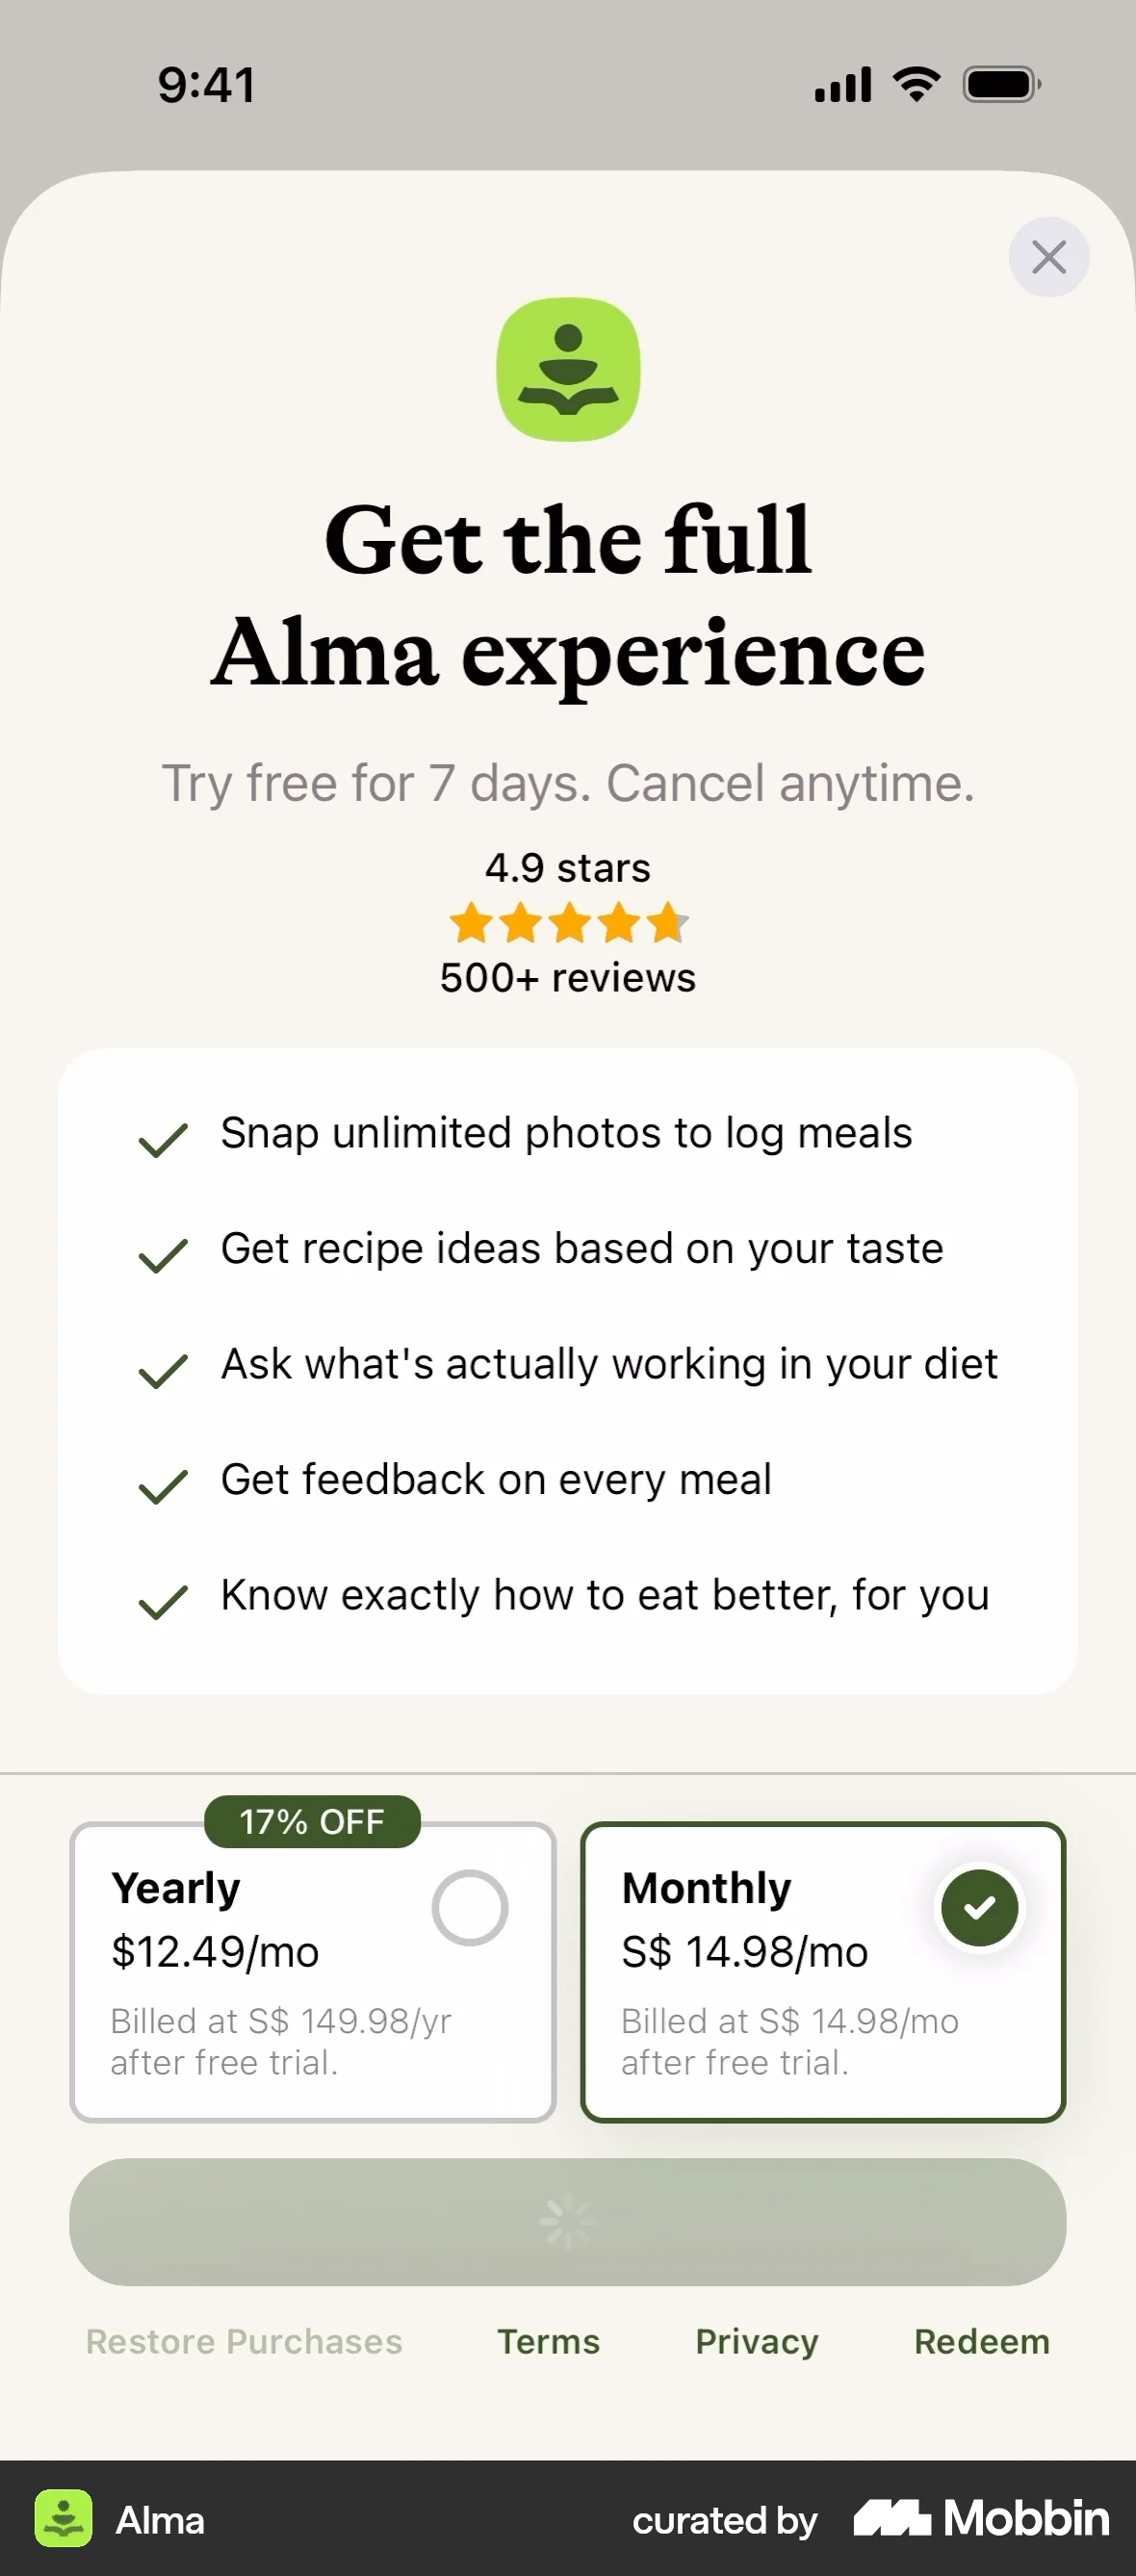 9:41
Get the full
Alma experience
Try free for 7 days. Cancel anytime.
4.9 stars
500+ reviews
Snap unlimited photos to log meals
Get recipe ideas based on your taste
Ask what's actually working in your diet
Get feedback on every meal
Know exactly how to eat better, for you
17% OFF
Yearly
$12.49/mo
Billed at S$ 149.98/yr
after free trial.
Monthly
S$ 14.98/mo
Billed at S$ 14.98/mo
after free trial.
Restore Purchases Terms Privacy Redeem
Alma curated by Mobbin